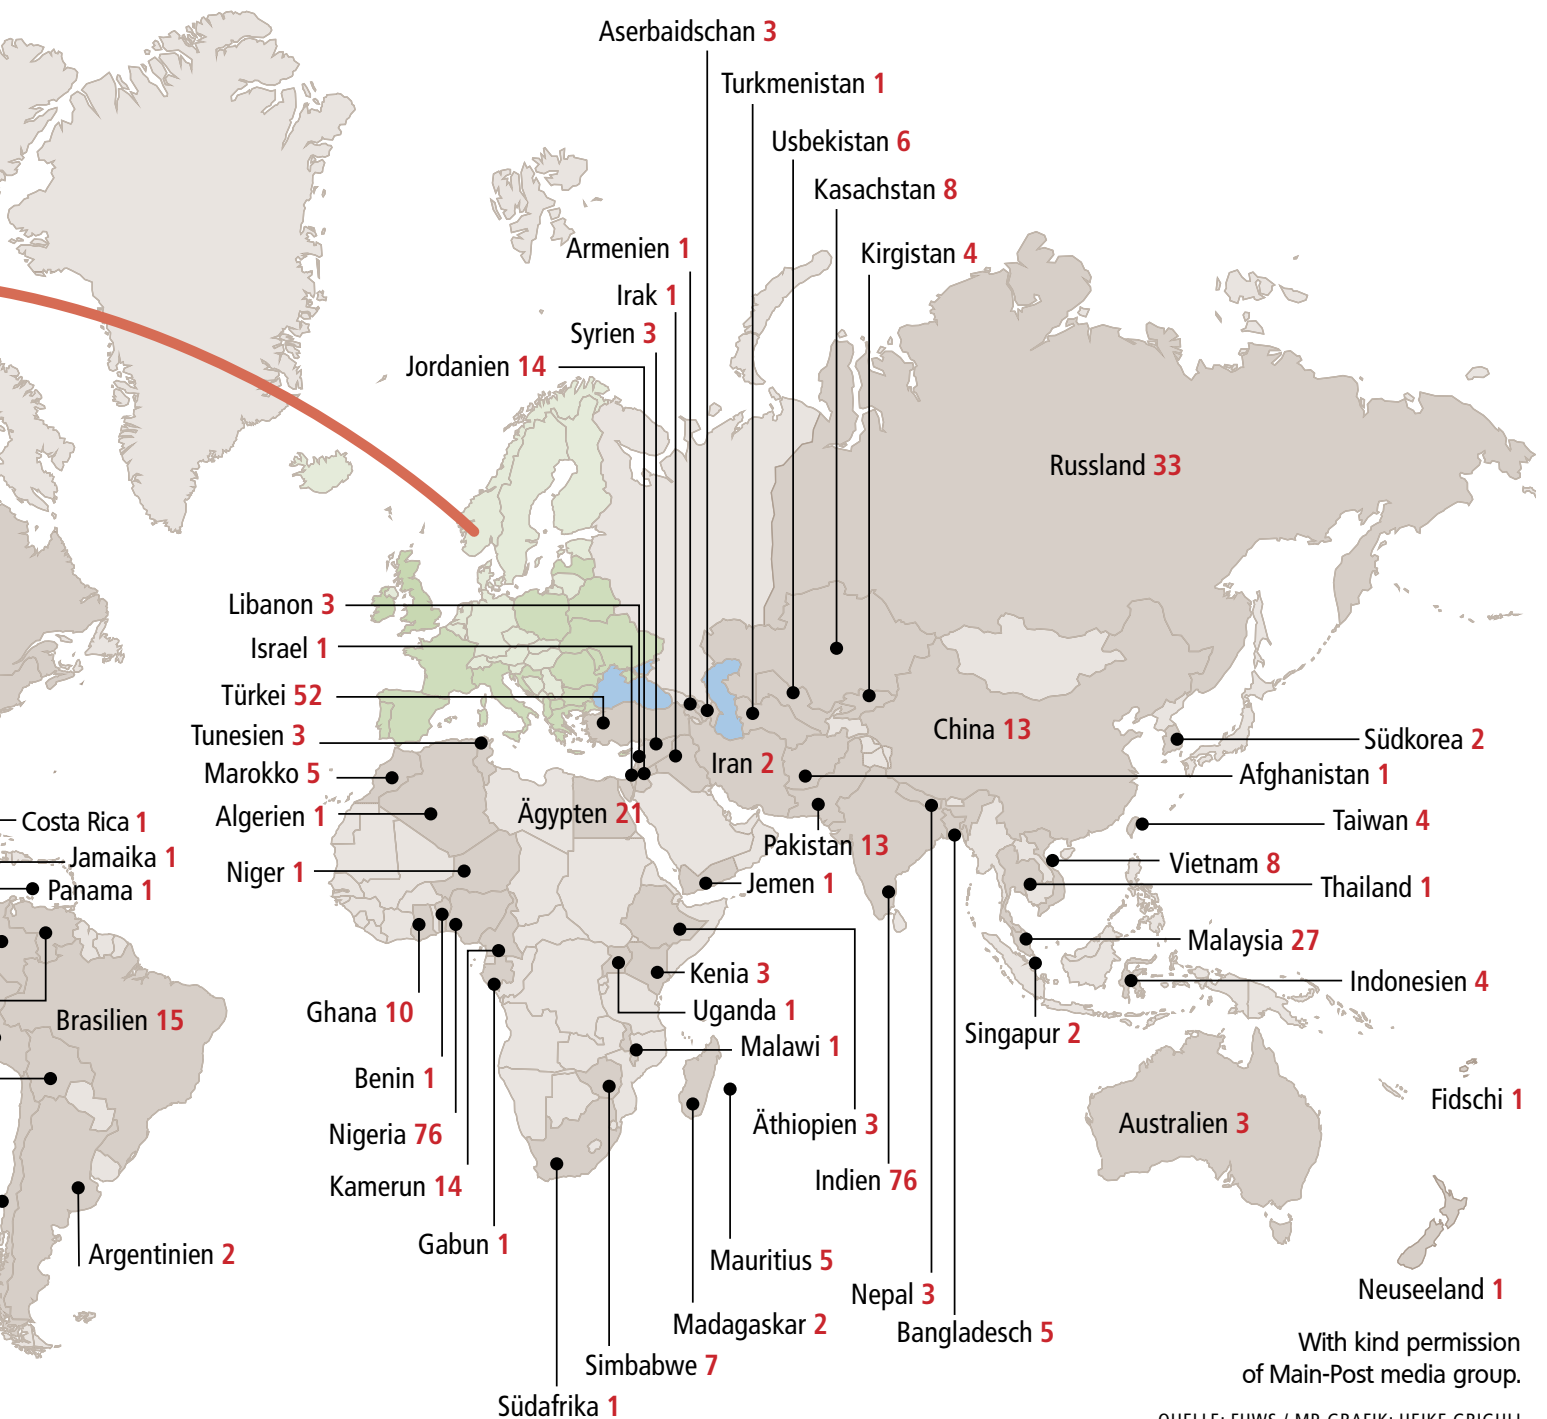 Aserbaidschan 3
Turkmenistan 1
Usbekistan 6
Kasachstan 8
Armenien 1
Kirgistan 4
Irak 1
Syrien 3
Jordanien 14
Russland 33
Libanon 3
Israel 1
Türkei 52
Tunesien 3
China 13
Südkorea 2
Marokko 5
Iran 2
Afghanistan 1
Algerien 1
Ägypten 21
Costa Rica 1
Taiwan 4
Pakistan 13
Jamaika 1
Vietnam 8
Niger 1
Jemen 1
Thailand 1
Panama 1
Malaysia 27
Kenia 3
Indonesien 4
Ghana 10
Uganda 1
Brasilien 15
Singapur 2
Malawi 1
Benin 1
Fidschi 1
Äthiopien 3
Australien 3
Nigeria 76
Indien 76
Kamerun 14
Gabun 1
Argentinien 2
Mauritius 5
Neuseeland 1
Nepal 3
Madagaskar 2
Bangladesch 5
With kind permission
of Main-Post media group.
Simbabwe 7
Südafrika 1
QUELLE: FHWS / MP-GRAFIK: HEIKE GRIGULL